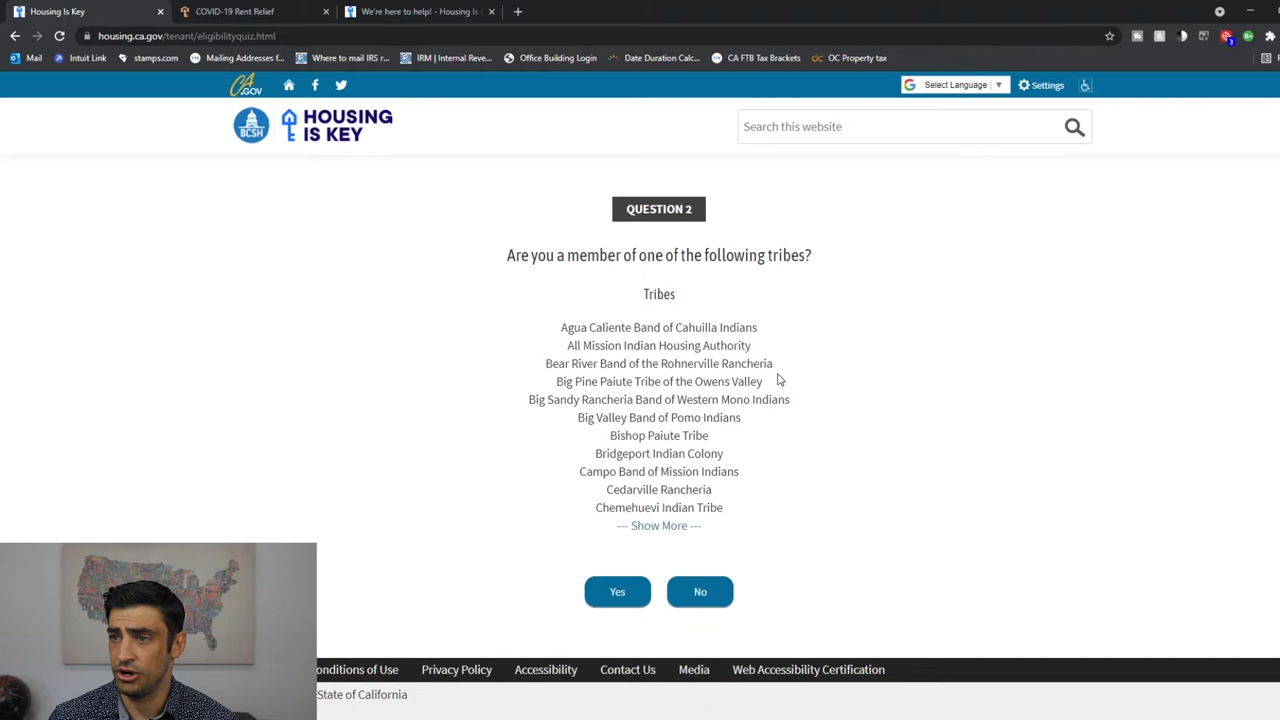 Housing Is Key
COVID-19 Rent Relief
We're here to help! - Housing Is
housing.ca.gov/tenant/eligibilityquiz.html
Mail
Intuit Link
stamps.com
Mailing Addresses f...
Where to mail IRS r...
IRM | Internal Reve...
Office Building Login
Date Duration Calc...
CA FTB Tax Brackets
OC Property tax
CA
.GOV
Select Language
Settings
BCSH
HOUSING
IS KEY
Search this website
QUESTION 2
Are you a member of one of the following tribes?
Tribes
Agua Caliente Band of Cahuilla Indians
All Mission Indian Housing Authority
Bear River Band of the Rohnerville Rancheria
Big Pine Paiute Tribe of the Owens Valley
Big Sandy Rancheria Band of Western Mono Indians
Big Valley Band of Pomo Indians
Bishop Paiute Tribe
Bridgeport Indian Colony
Campo Band of Mission Indians
Cedarville Rancheria
Chemehuevi Indian Tribe
--- Show More ---
Yes
No
onditions of Use
Privacy Policy
Accessibility
Contact Us
Media
Web Accessibility Certification
State of California